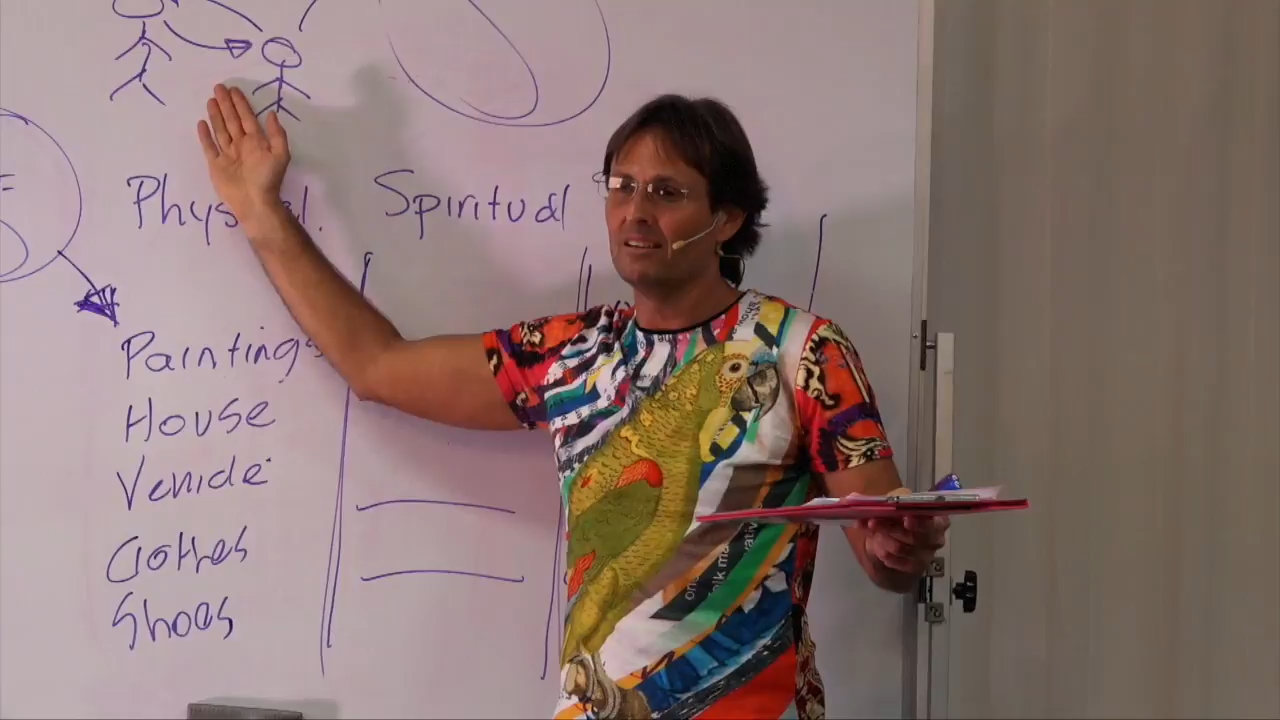 Spiritual
Paintings
House
Vehicle
Clothes
Shoes